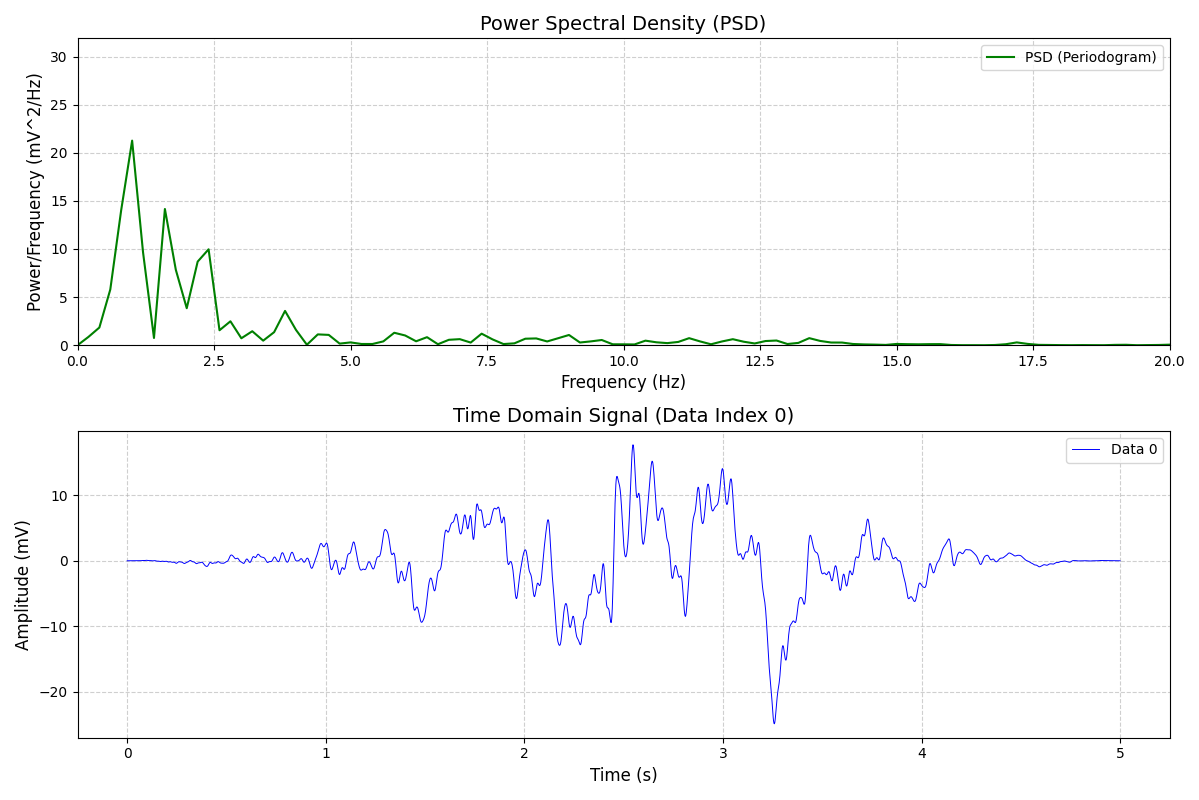 Power Spectral Density (PSD)
Power/Frequency (mV^2/Hz)
30
25
20
15
10
5
0
PSD (Periodogram)
0.0 2.5 5.0 7.5 10.0 12.5 15.0 17.5 20.0
Frequency (Hz)
Time Domain Signal (Data Index 0)
Amplitude (mV)
10
0
−10
−20
Data 0
0 1 2 3 4 5
Time (s)